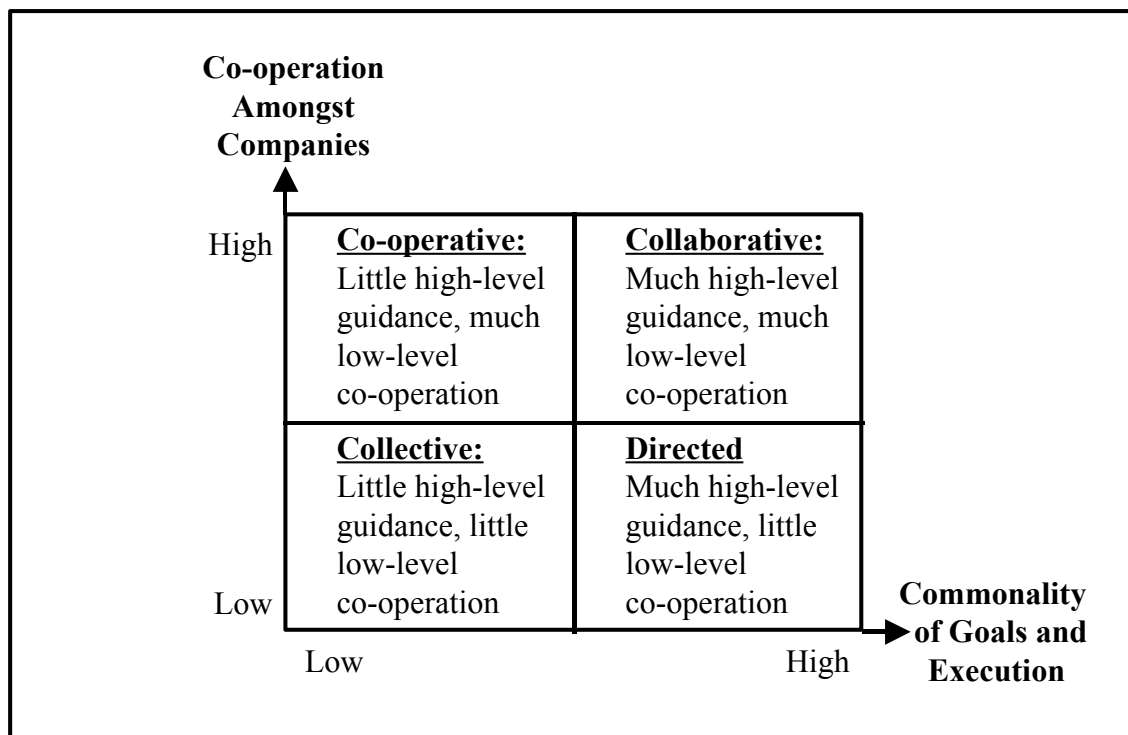 Co-operation
Amongst
Companies
High
Co-operative:
Little high-level
guidance, much
low-level
co-operation
Collaborative:
Much high-level
guidance, much
low-level
co-operation
Collective:
Little high-level
guidance, little
low-level
co-operation
Directed
Much high-level
guidance, little
low-level
co-operation
Low
Low
High
Commonality
of Goals and
Execution